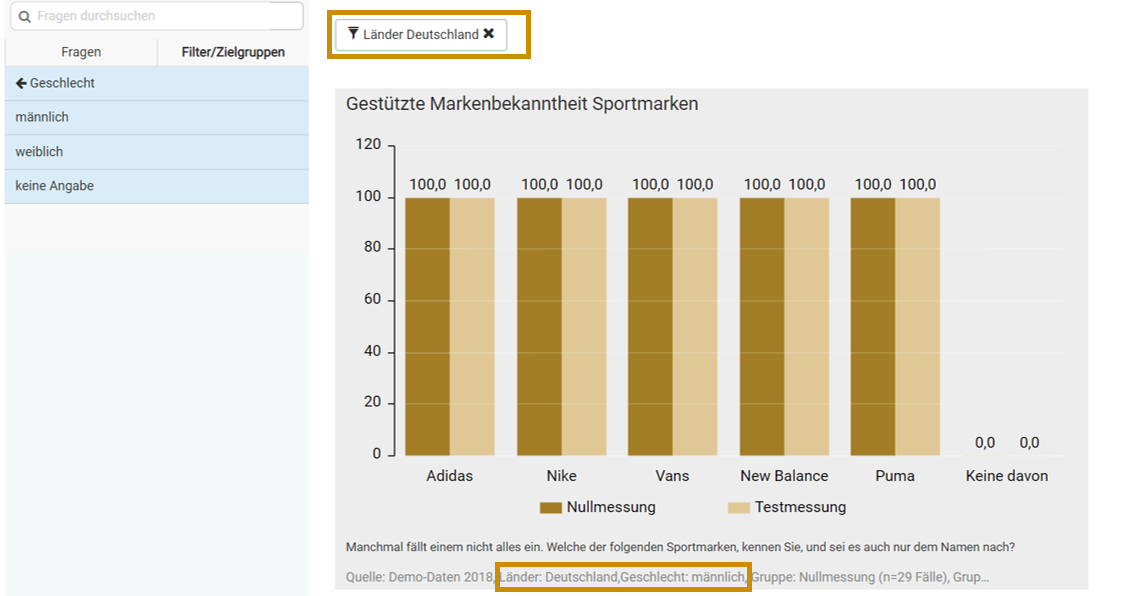 Fragen durchsuchen
Fragen Filter/Zielgruppen
Geschlecht
männlich
weiblich
keine Angabe
Länder Deutschland
Gestützte Markenbekanntheit Sportmarken
120
100
80
60
40
20
0
100,0 100,0 100,0 100,0 100,0 100,0 100,0 100,0 100,0 100,0
0,0 0,0
Adidas Nike Vans New Balance Puma Keine davon
Nullmessung Testmessung
Manchmal fällt einem nicht alles ein. Welche der folgenden Sportmarken, kennen Sie, und sei es auch nur dem Namen nach?
Quelle: Demo-Daten 2018,Länder: Deutschland,Geschlecht: männlich, Gruppe: Nullmessung (n=29 Fälle), Grup...